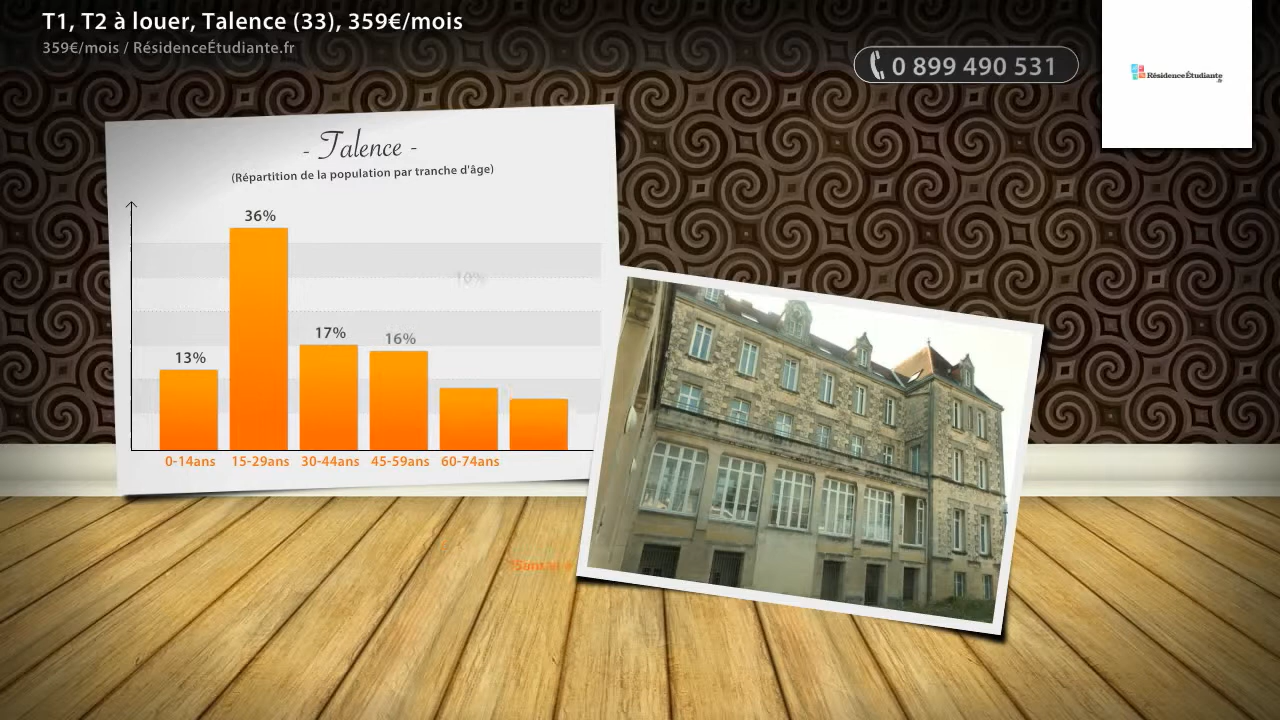 T1, T2 à louer, Talence (33), 359€/mois
359€/mois / RésidenceÉtudiante.fr
0 899 490 531
RésidenceÉtudiante
.fr
- Talence -
(Répartition de la population par tranche d'âge)
36%
10%
17%
16%
13%
0-14ans 15-29ans 30-44ans 45-59ans 60-74ans